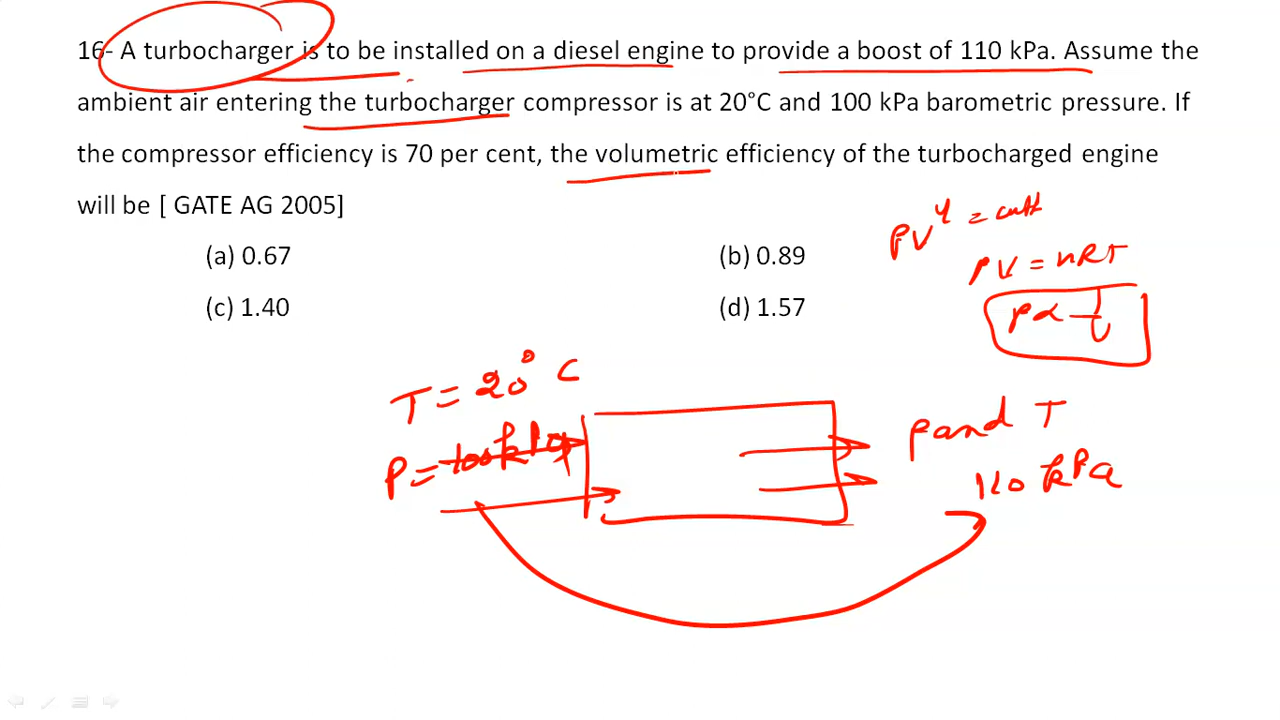 16- A turbocharger is to be installed on a diesel engine to provide a boost of 110 kPa. Assume the
ambient air entering the turbocharger compressor is at 20°C and 100 kPa barometric pressure. If
the compressor efficiency is 70 per cent, the volumetric efficiency of the turbocharged engine
will be [ GATE AG 2005]
(a) 0.67 (b) 0.89
(c) 1.40 (d) 1.57
PV = 
PV = nRT
P ∝ 1/
T = 20° C
P = 100kPa
P and T
110 kPa